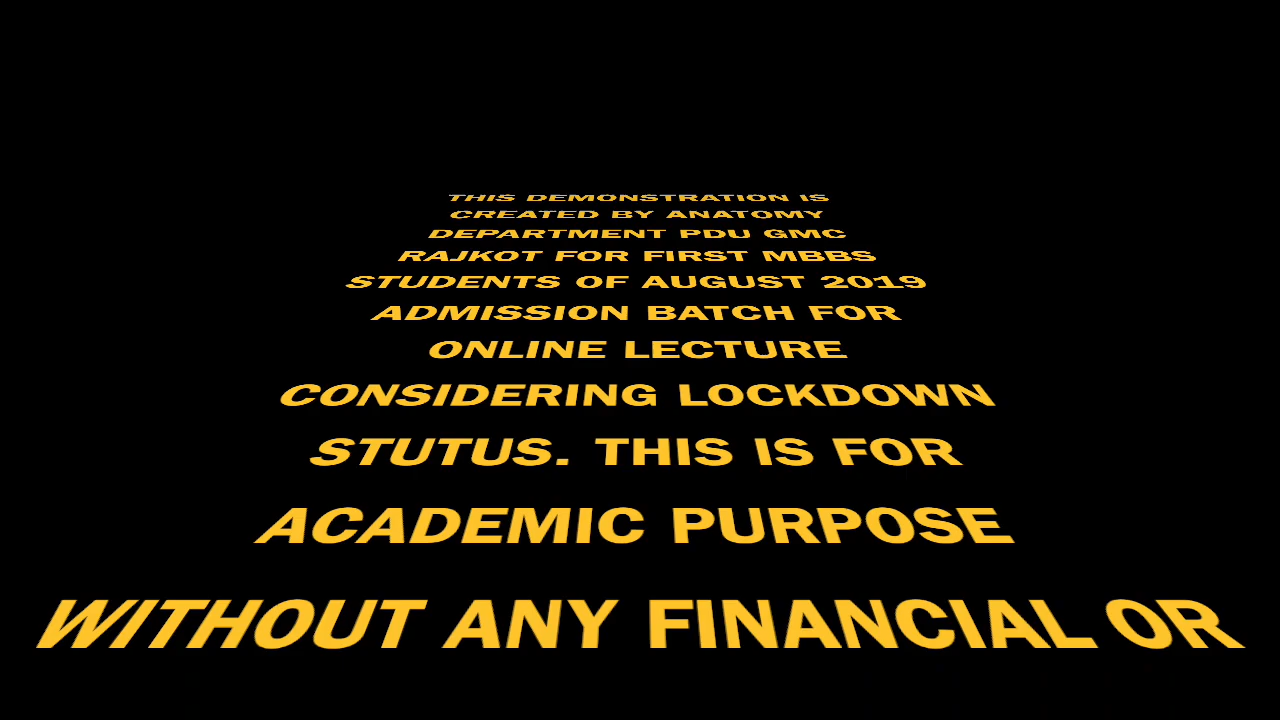 THIS DEMONSTRATION IS
CREATED BY ANATOMY
DEPARTMENT PDU GMC
RAJKOT FOR FIRST MBBS
STUDENTS OF AUGUST 2019
ADMISSION BATCH FOR
ONLINE LECTURE
CONSIDERING LOCKDOWN
STUTUS. THIS IS FOR
ACADEMIC PURPOSE
WITHOUT ANY FINANCIAL OR